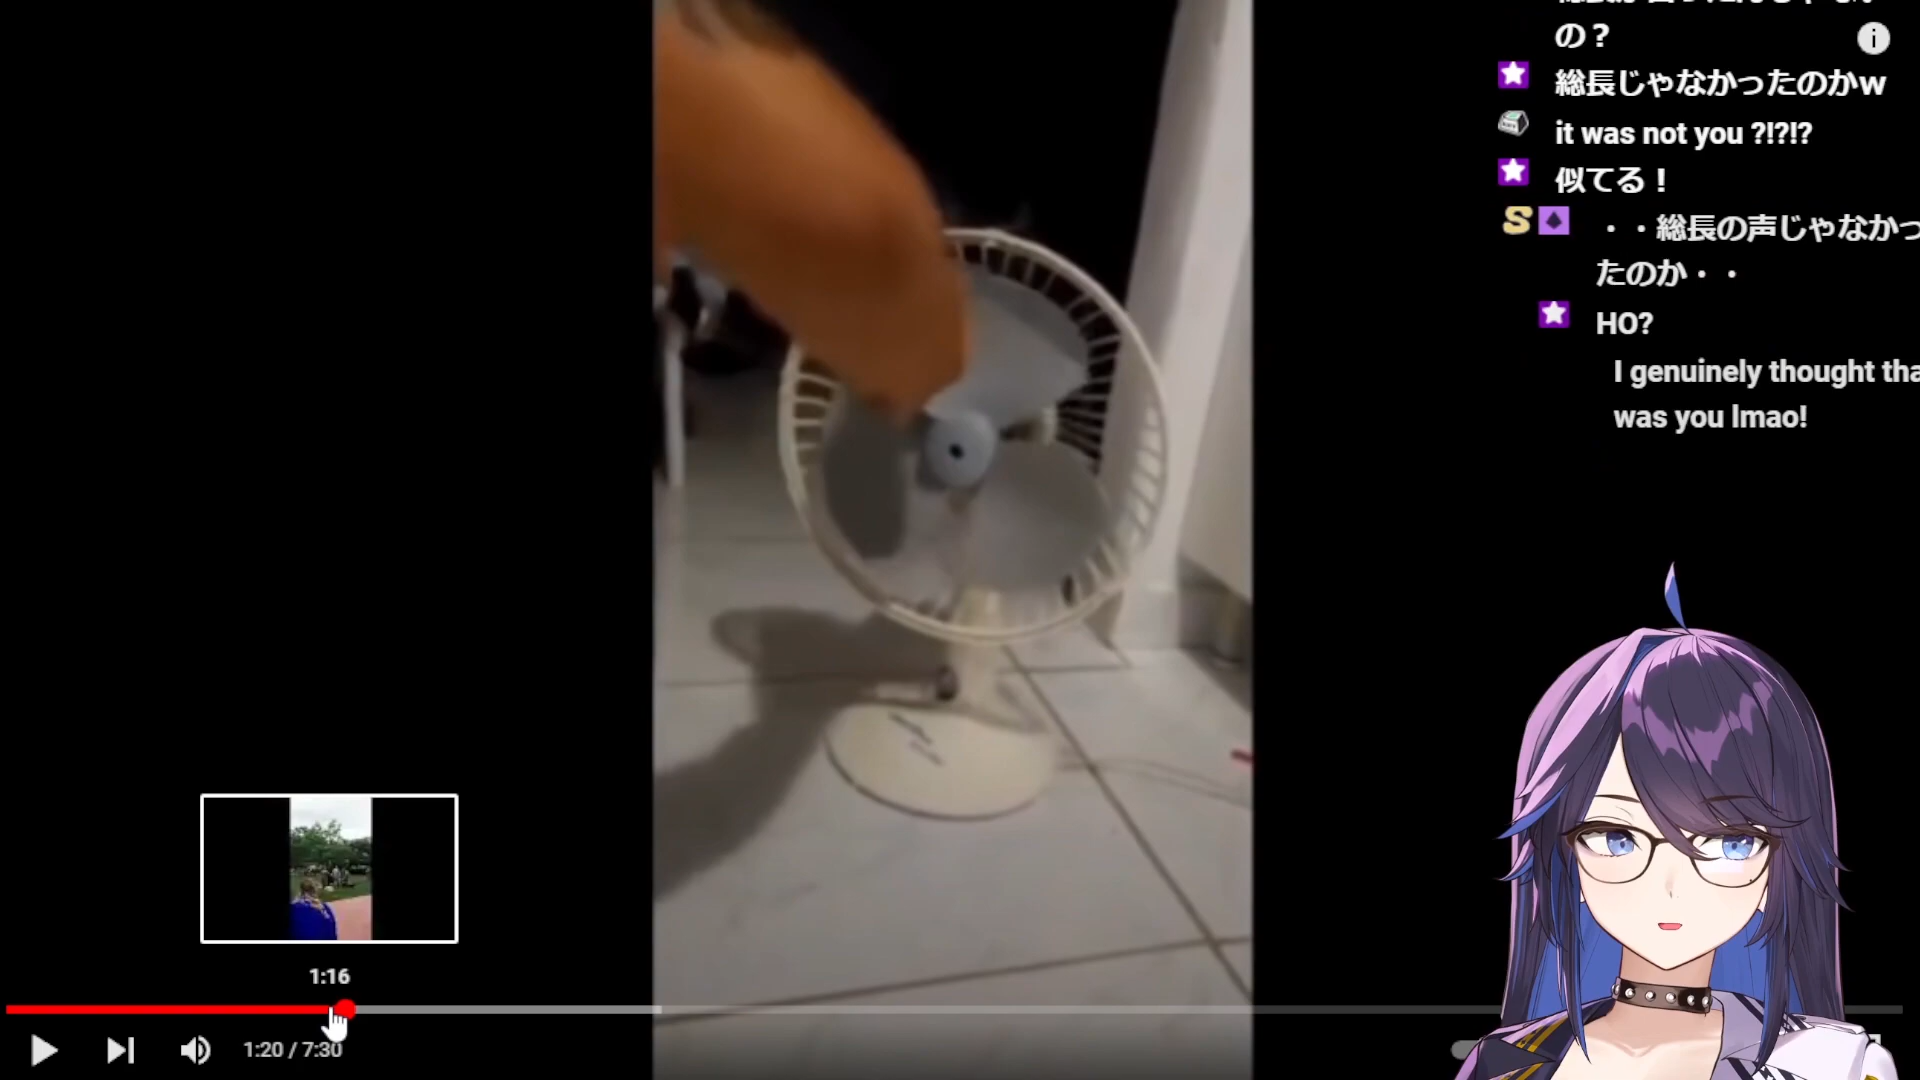 の？
総長じゃなかったのかw
it was not you ?!?!?
似てる！
・・総長の声じゃなかっ
たのか・・
HO?
I genuinely thought tha
was you lmao!
1:16
1:20 / 7:30